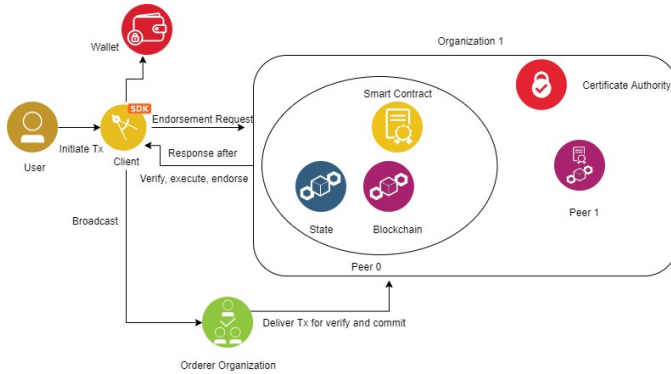 Organization 1
Wallet
Certificate Authority
Smart Contract
SDK
Endorsement Request
User
Initiate Tx
Client
Response after
Verify, execute, endorse
Peer 1
State
Blockchain
Broadcast
Peer 0
Deliver Tx for verify and commit
Orderer Organization